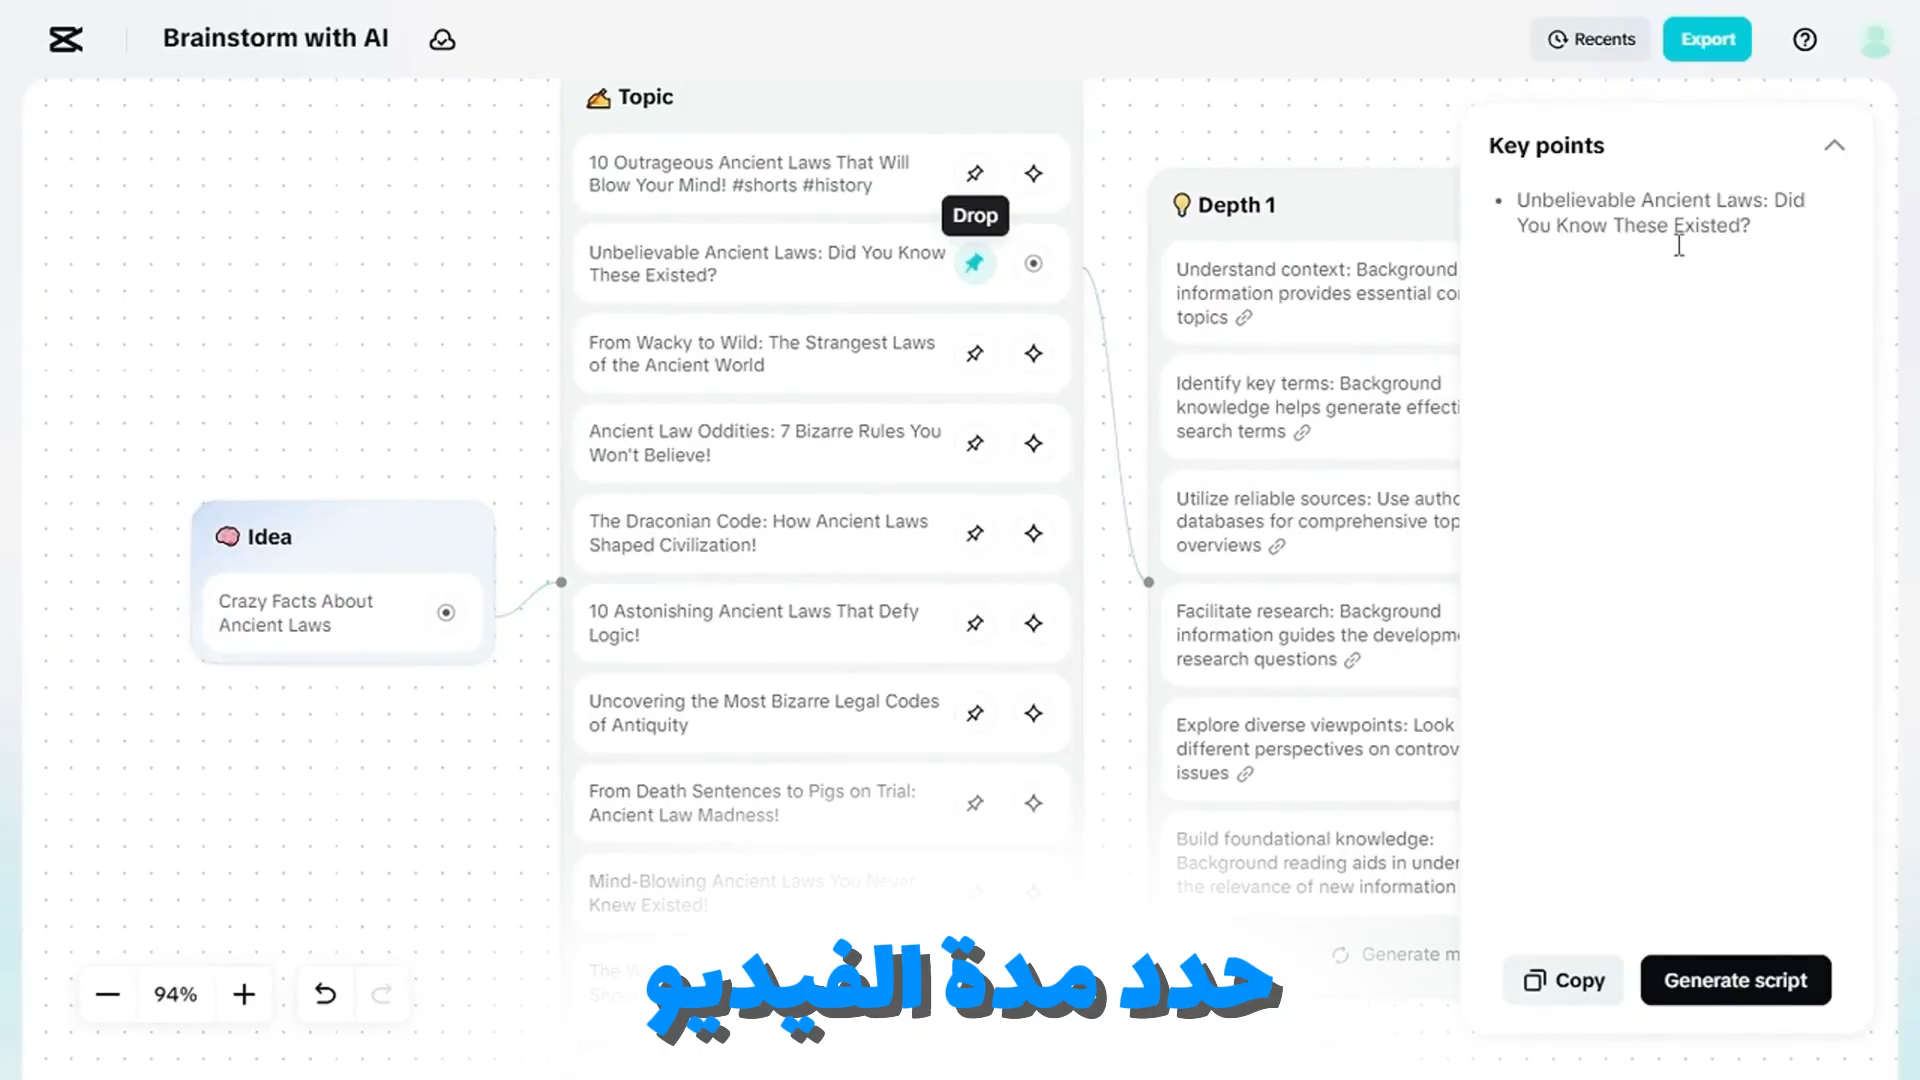 Brainstorm with AI
Recents
Export
Topic
10 Outrageous Ancient Laws That Will
Blow Your Mind! #shorts #history
Drop
Unbelievable Ancient Laws: Did You Know
These Existed?
From Wacky to Wild: The Strangest Laws
of the Ancient World
Ancient Law Oddities: 7 Bizarre Rules You
Won't Believe!
The Draconian Code: How Ancient Laws
Shaped Civilization!
10 Astonishing Ancient Laws That Defy
Logic!
Uncovering the Most Bizarre Legal Codes
of Antiquity
From Death Sentences to Pigs on Trial:
Ancient Law Madness!
Mind-Blowing Ancient Laws You Never
Knew Existed!
The
Idea
Crazy Facts About
Ancient Laws
Depth 1
Understand context: Background
information provides essential
topics
Identify key terms: Background
knowledge helps generate
search terms
Utilize reliable sources: Use
databases for comprehensive
overviews
Facilitate research: Background
information guides the
research questions
Explore diverse viewpoints: Look
different perspectives on
issues
Build foundational knowledge:
Background reading aids in
the relevance of new information
Generate
Key points
• Unbelievable Ancient Laws: Did
You Know These Existed?
Copy
Generate script
94%
حدد مدة الفيديو